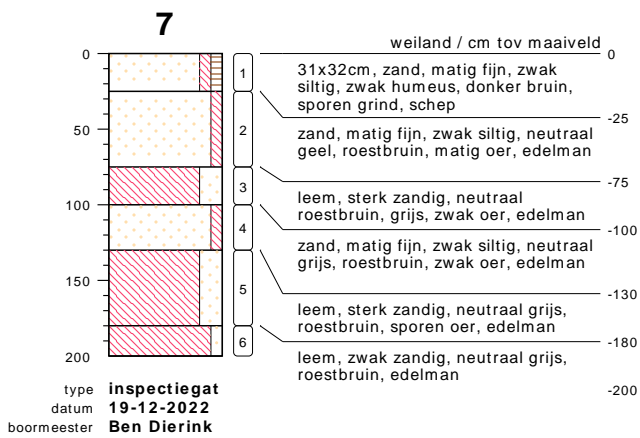 7
weiland / cm tov maaiveld
0
0
1
31x32cm, zand, matig fijn, zwak
siltig, zwak humeus, donker bruin,
sporen grind, schep
-25
50
2
zand, matig fijn, zwak siltig, neutraal
geel, roestbruin, matig oer, edelman
-75
3
leem, sterk zandig, neutraal
roestbruin, grijs, zwak oer, edelman
100
-100
4
zand, matig fijn, zwak siltig, neutraal
grijs, roestbruin, zwak oer, edelman
-130
150
5
leem, sterk zandig, neutraal grijs,
roestbruin, sporen oer, edelman
-180
6
leem, zwak zandig, neutraal grijs,
roestbruin, edelman
200
-200
type inspectiegat
datum 19-12-2022
boormeester Ben Dierink